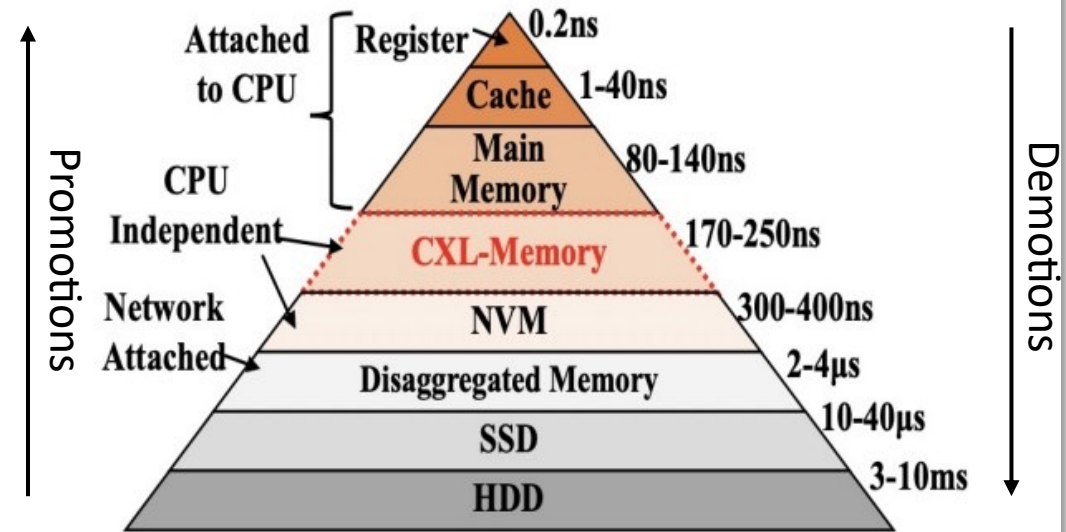 Attached
to CPU
Register
0.2ns
Cache
1-40ns
Main
Memory
80-140ns
Promotions
CPU
Independent
CXL-Memory
170-250ns
Demotions
Network
Attached
NVM
300-400ns
Disaggregated Memory
2-4μs
SSD
10-40μs
HDD
3-10ms